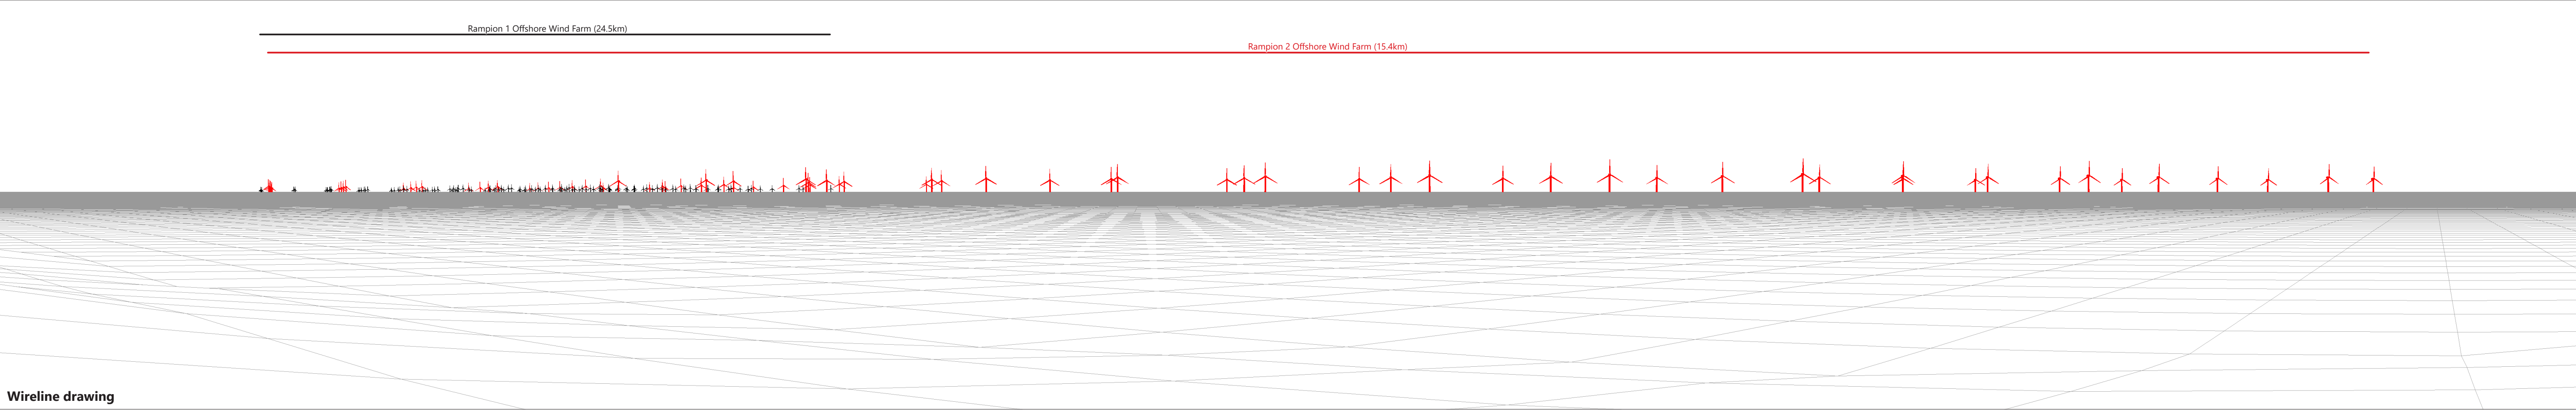 Rampion 1 Offshore Wind Farm (24.5km)
Rampion 2 Offshore Wind Farm (15.4km)
Wireline drawing